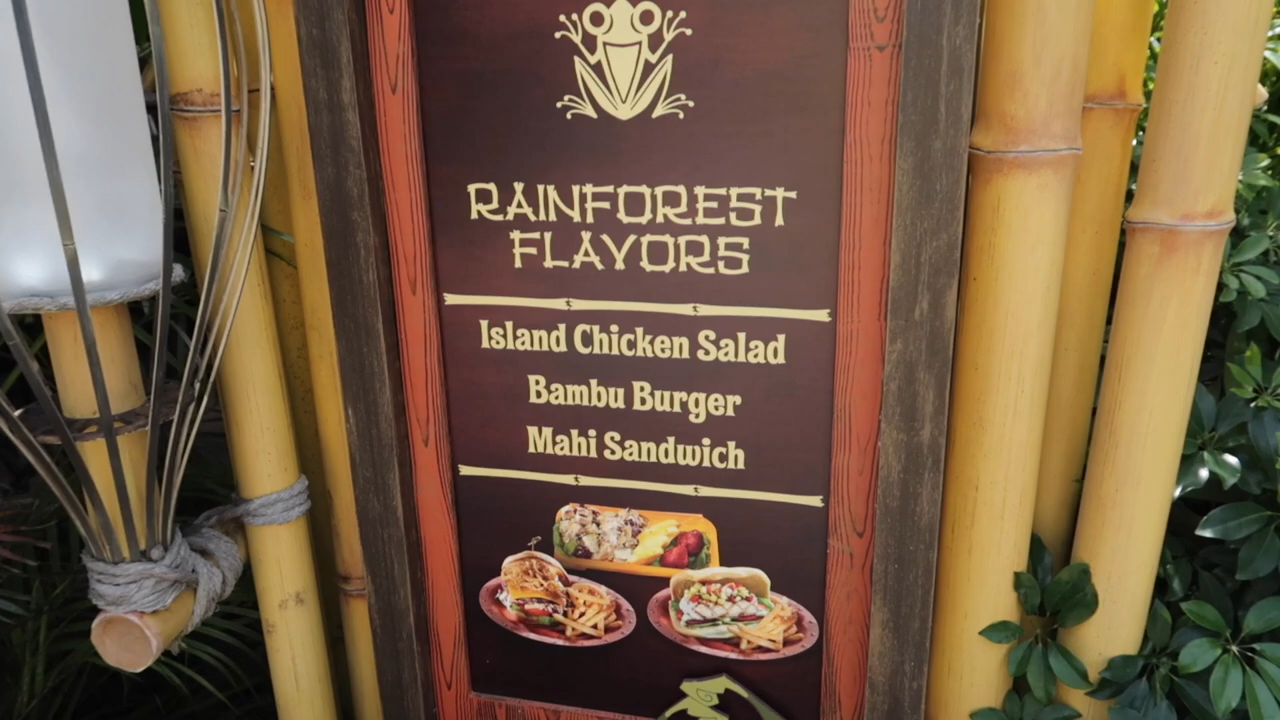 RAINFOREST
FLAVORS
Island Chicken Salad
Bambu Burger
Mahi Sandwich